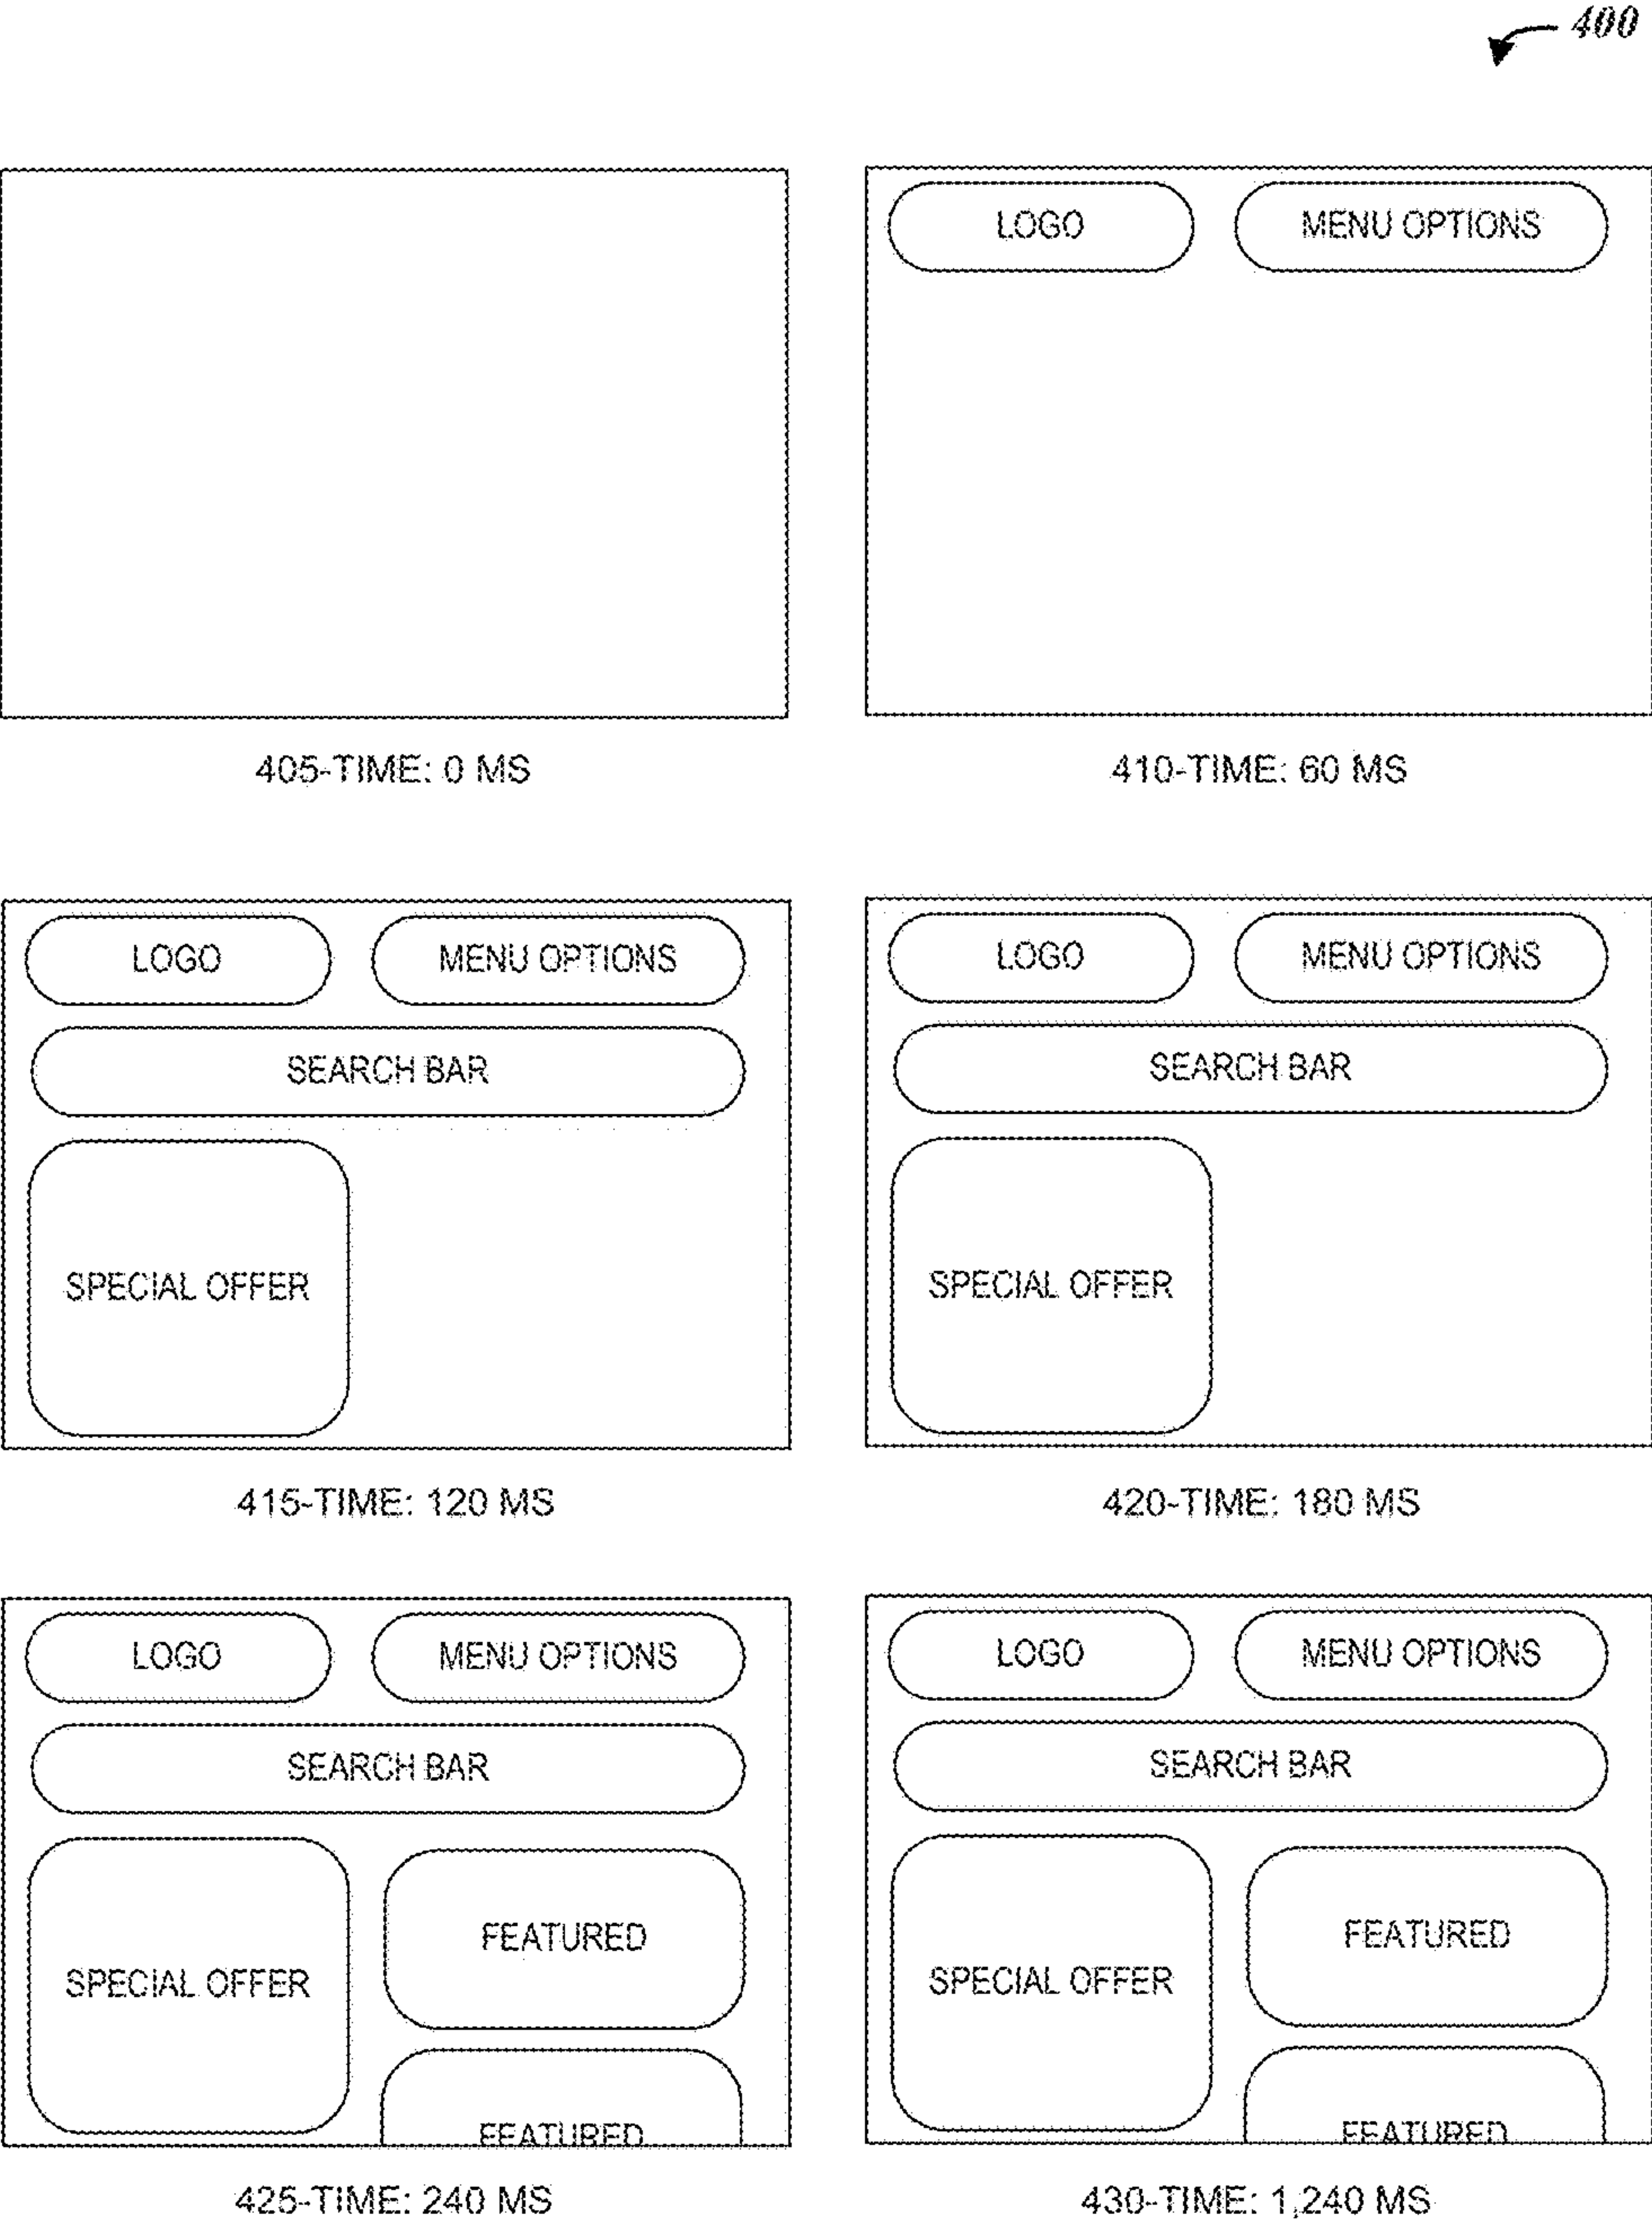 400
LOGO MENU OPTIONS
405-TIME: 0 MS 410-TIME: 60 MS
LOGO MENU OPTIONS LOGO MENU OPTIONS
SEARCH BAR SEARCH BAR
SPECIAL OFFER SPECIAL OFFER
415-TIME: 120 MS 420-TIME: 180 MS
LOGO MENU OPTIONS LOGO MENU OPTIONS
SEARCH BAR SEARCH BAR
FEATURED FEATURED
SPECIAL OFFER SPECIAL OFFER
FEATURED FEATURED
425-TIME: 240 MS 430-TIME: 1,240 MS